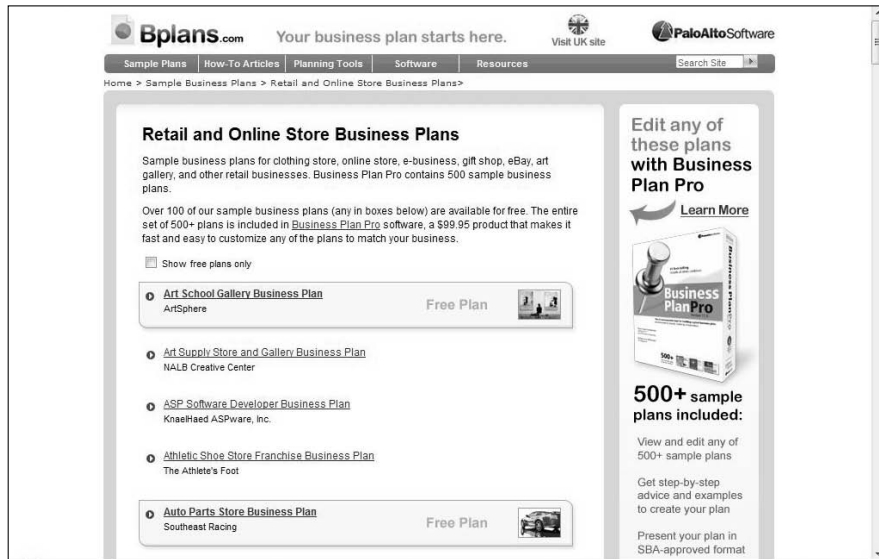 Bplans.com
Your business plan starts here.
Visit UK site
PaloAltoSoftware
Sample Plans How-To Articles Planning Tools Software Resources
Search Site
Home > Sample Business Plans > Retail and Online Store Business Plans>
Retail and Online Store Business Plans
Sample business plans for clothing store, online store, e-business, gift shop, eBay, art
gallery, and other retail businesses. Business Plan Pro contains 500 sample business
plans.
Over 100 of our sample business plans (any in boxes below) are available for free. The entire
set of 500+ plans is included in Business Plan Pro software, a $99.95 product that makes it
fast and easy to customize any of the plans to match your business.
Show free plans only
Art School Gallery Business Plan
ArtSphere
Free Plan
Art Supply Store and Gallery Business Plan
NALB Creative Center
ASP Software Developer Business Plan
KnaelHaed ASPware, Inc.
Athletic Shoe Store Franchise Business Plan
The Athlete's Foot
Auto Parts Store Business Plan
Southeast Racing
Free Plan
Edit any of
these plans
with Business
Plan Pro
Learn More
Business
PlanPro
500+
Business PlanPro
500+ sample
plans included:
View and edit any of
500+ sample plans
Get step-by-step
advice and examples
to create your plan
Present your plan in
SBA-approved format